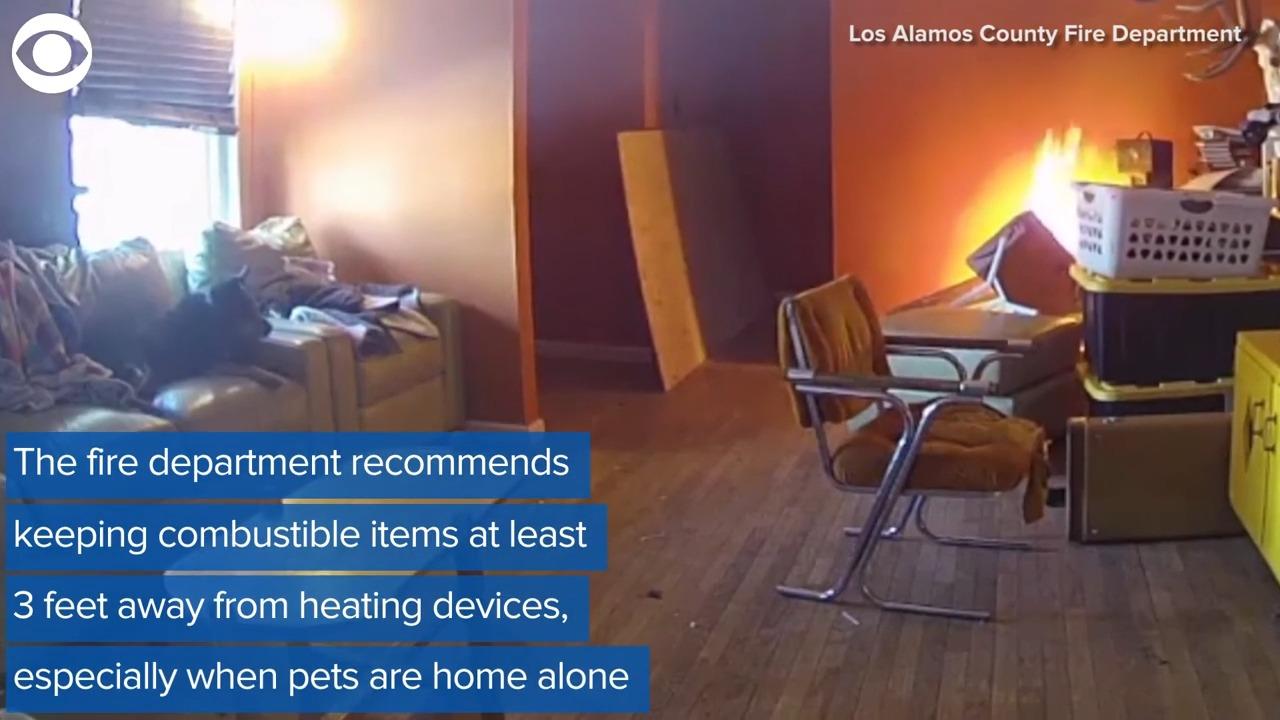 Los Alamos County Fire Department
The fire department recommends
keeping combustible items at least
3 feet away from heating devices,
especially when pets are home alone